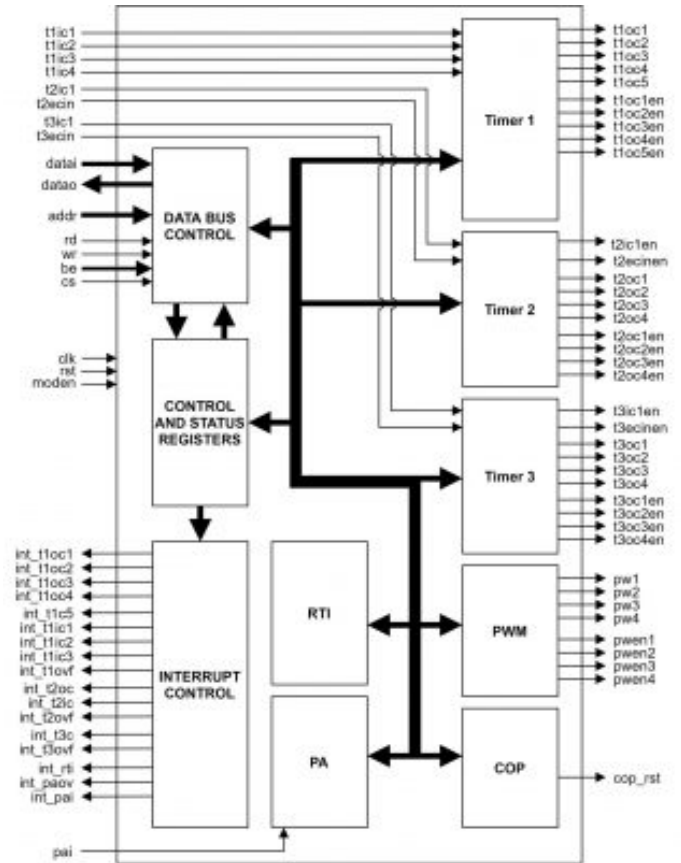 t1ic1
t1ic2
t1ic3
t1ic4
t2ic1
t2ecin
t3ic1
t3ecin
datai
datao
addr
rd
wr
be
cs
clk
rst
moden
DATA BUS
CONTROL
CONTROL
AND STATUS
REGISTERS
int_t1oc1
int_t1oc2
int_t1oc3
int_t1oc4
int_t1c5
int_t1ic1
int_t1ic2
int_t1ic3
int_t1ovf
int_t2oc
int_t2ic
int_t2ovf
int_t3c
int_t3ovf
int_rti
int_paov
int_pai
INTERRUPT
CONTROL
pai
RTI
PA
Timer 1
t1oc1
t1oc2
t1oc3
t1oc4
t1oc5
t1oc1en
t1oc2en
t1oc3en
t1oc4en
t1oc5en
Timer 2
t2ic1en
t2ecinen
t2oc1
t2oc2
t2oc3
t2oc4
t2oc1en
t2oc2en
t2oc3en
t2oc4en
Timer 3
t3ic1en
t3ecinen
t3oc1
t3oc2
t3oc3
t3oc4
t3oc1en
t3oc2en
t3oc3en
t3oc4en
PWM
pw1
pw2
pw3
pw4
pwen1
pwen2
pwen3
pwen4
COP
cop_rst